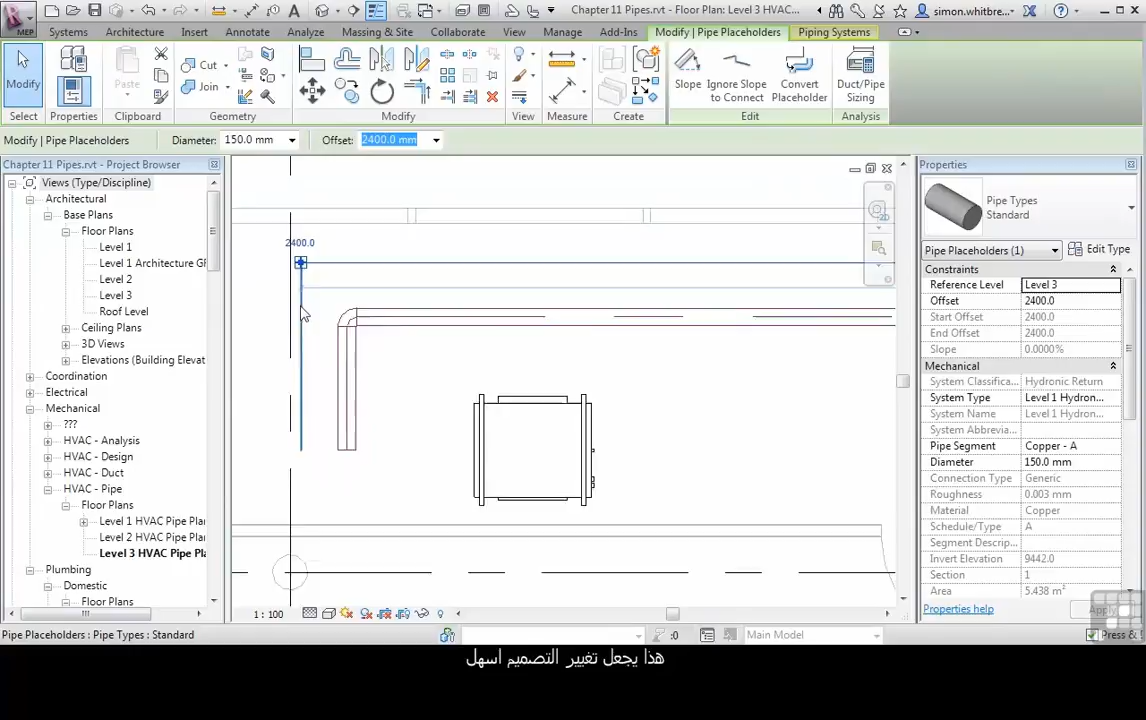 Chapter 11 Pipes.rvt - Floor Plan: Level 3 HVAC...
simon.whitbre...
MEP
Systems Architecture Insert Annotate Analyze Massing & Site Collaborate View Manage Add-Ins Modify | Pipe Placeholders Piping Systems
Modify
Paste
Cut
Join
Slope
Ignore Slope to Connect
Convert Placeholder
Duct/Pipe Sizing
Select Properties Clipboard Geometry Modify View Measure Create Edit Analysis
Modify | Pipe Placeholders Diameter: 150.0 mm Offset: 2400.0 mm
Chapter 11 Pipes.rvt - Project Browser
Views (Type/Discipline)
Architectural
Base Plans
Floor Plans
Level 1
Level 1 Architecture GF
Level 2
Level 3
Roof Level
Ceiling Plans
3D Views
Elevations (Building Elevat
Coordination
Electrical
Mechanical
???
HVAC - Analysis
HVAC - Design
HVAC - Duct
HVAC - Pipe
Floor Plans
Level 1 HVAC Pipe Plan
Level 2 HVAC Pipe Plan
Level 3 HVAC Pipe Pla
Plumbing
Domestic
Floor Plans
2400.0
1 : 100
Properties
Pipe Types
Standard
Pipe Placeholders (1) Edit Type
Constraints
Reference Level Level 3
Offset 2400.0
Start Offset 2400.0
End Offset 2400.0
Slope 0.0000%
Mechanical
System Classifica... Hydronic Return
System Type Level 1 Hydron...
System Name Level 1 Hydron...
System Abbrevia...
Pipe Segment Copper - A
Diameter 150.0 mm
Connection Type Generic
Roughness 0.003 mm
Material Copper
Schedule/Type A
Segment Descrip...
Invert Elevation 9442.0
Section 1
Area 5.438 m²
Properties help Apply
Pipe Placeholders : Pipe Types : Standard
:0
Main Model
Press &
هذا يجعل تغيير التصميم اسهل